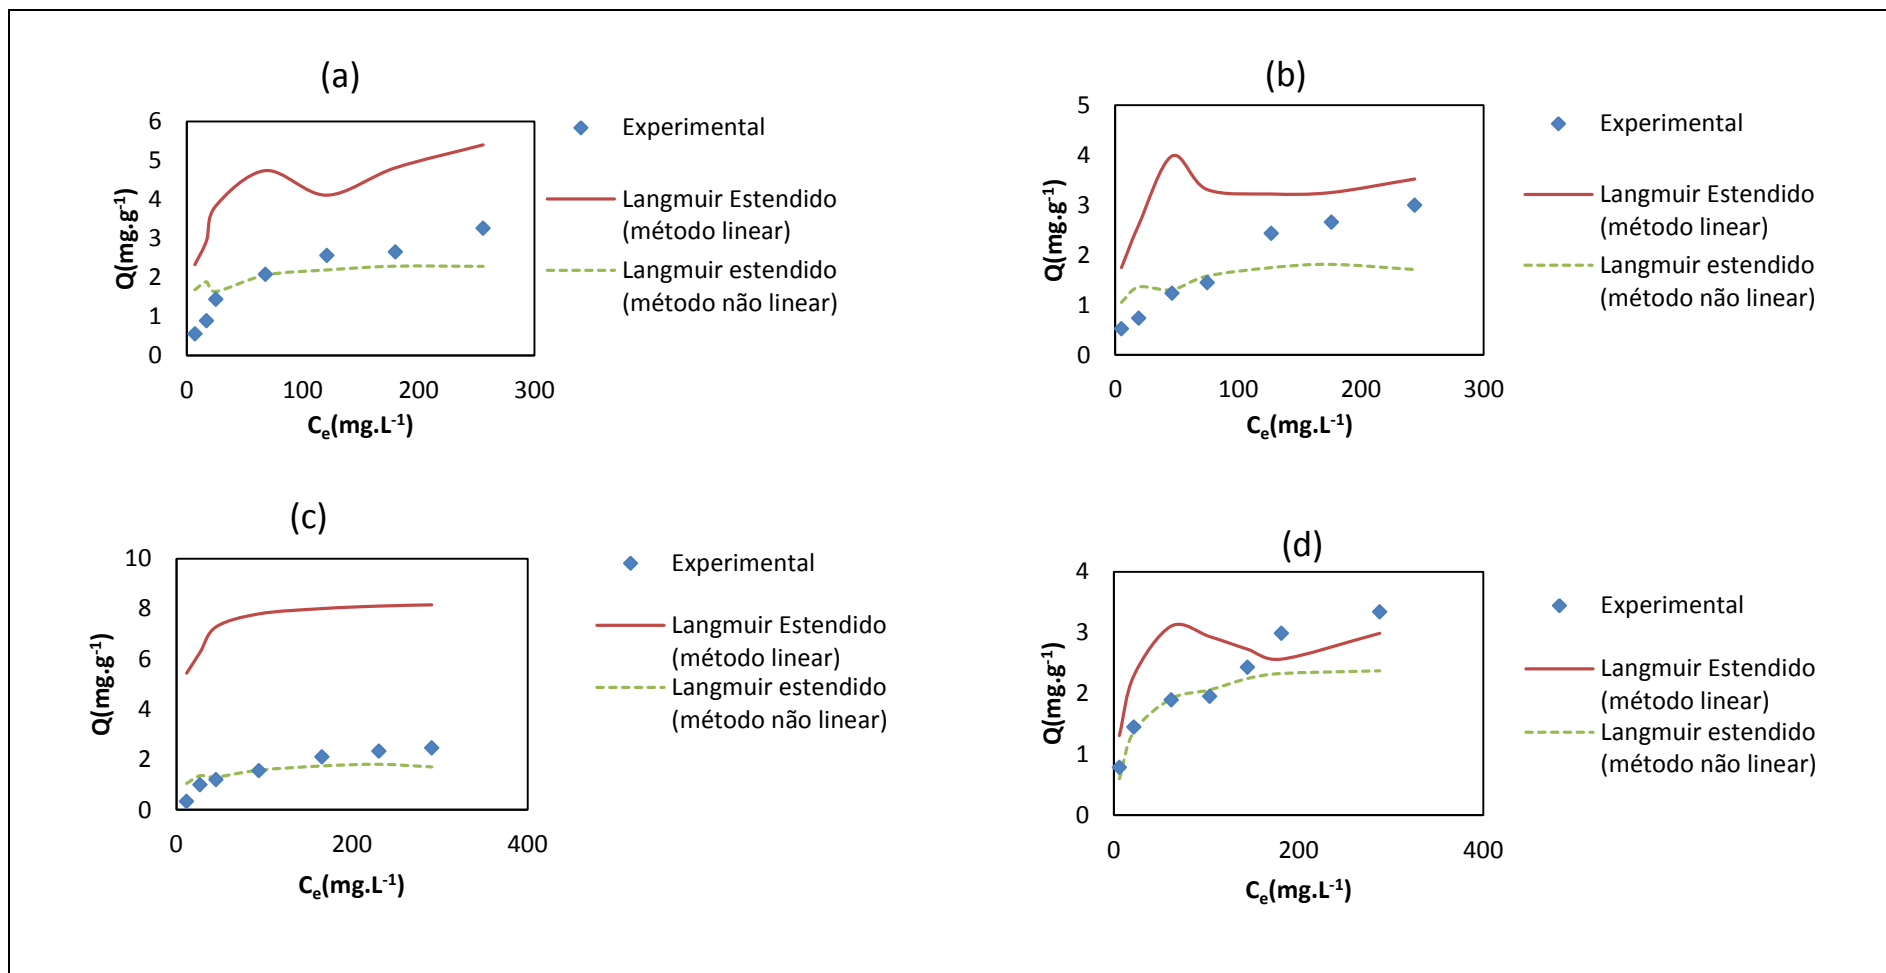 (a)
6
5
4
3
2
1
0
0 100 200 300
Q(mg.g-1)
Ce(mg.L-1)
Experimental
Langmuir Estendido
(método linear)
Langmuir estendido
(método não linear)
(b)
5
4
3
2
1
0
0 100 200 300
Q(mg.g-1)
Ce(mg.L-1)
Experimental
Langmuir Estendido
(método linear)
Langmuir estendido
(método não linear)
(c)
10
8
6
4
2
0
0 200 400
Q(mg.g-1)
Ce(mg.L-1)
Experimental
Langmuir Estendido
(método linear)
Langmuir estendido
(método não linear)
(d)
4
3
2
1
0
0 200 400
Q(mg.g-1)
Ce(mg.L-1)
Experimental
Langmuir Estendido
(método linear)
Langmuir estendido
(método não linear)